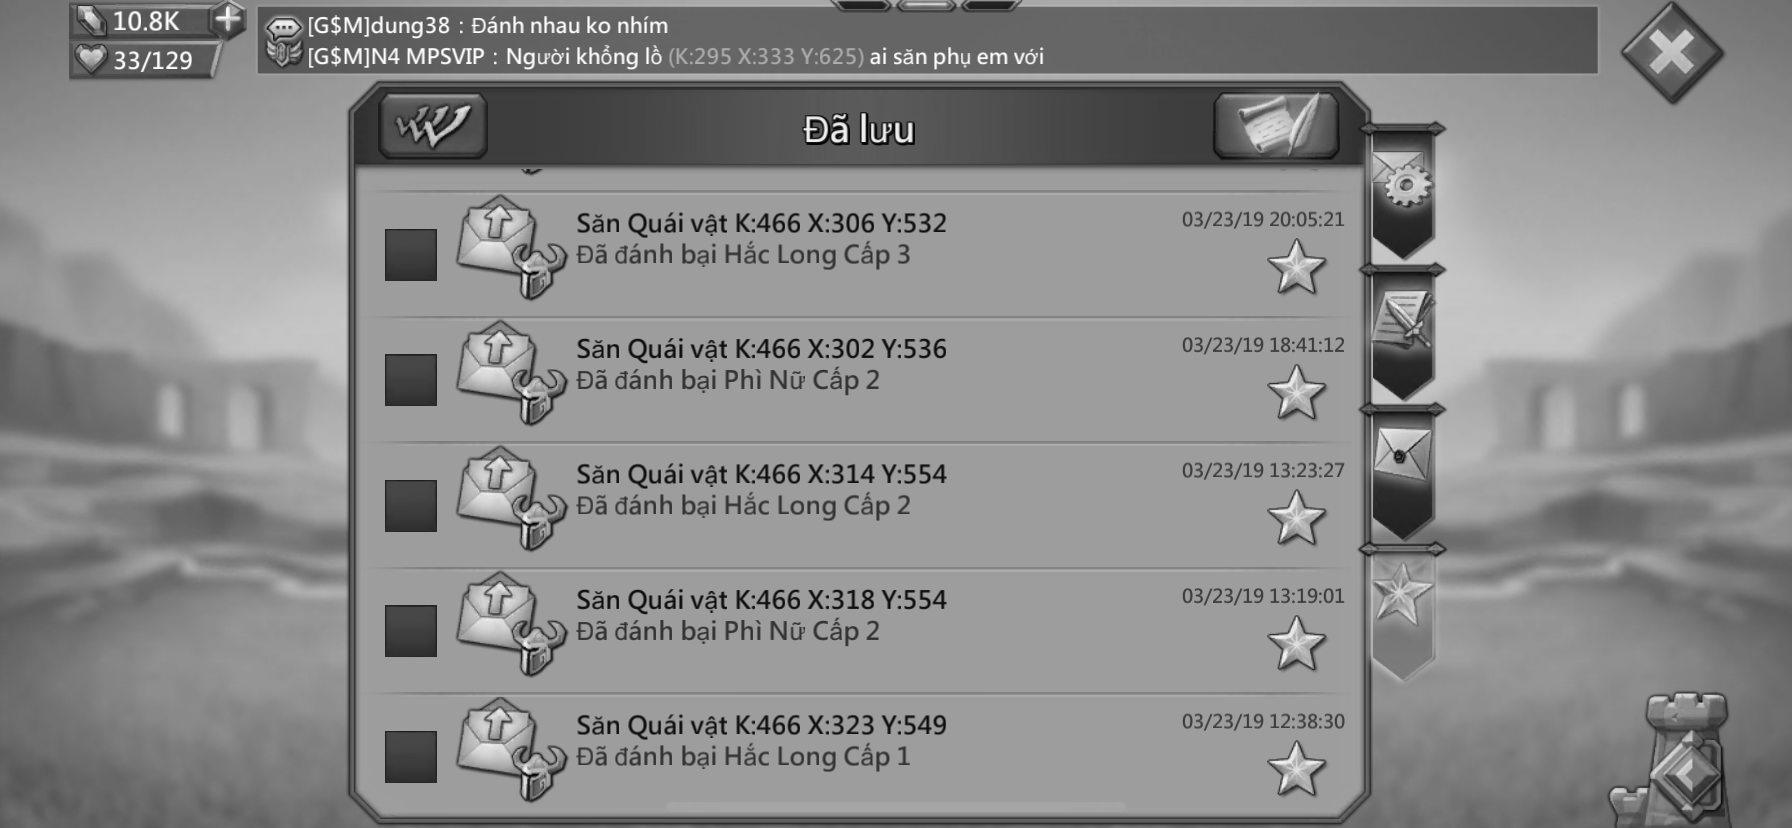 10.8K
33/129
[G$M]dung38 : Đánh nhau ko nhím
[G$M]N4 MPSVIP : Người khổng lồ (K:295 X:333 Y:625) ai săn phụ em với
Đã lưu
Săn Quái vật K:466 X:306 Y:532
03/23/19 20:05:21
Đã đánh bại Hắc Long Cấp 3
Săn Quái vật K:466 X:302 Y:536
03/23/19 18:41:12
Đã đánh bại Phì Nữ Cấp 2
Săn Quái vật K:466 X:314 Y:554
03/23/19 13:23:27
Đã đánh bại Hắc Long Cấp 2
Săn Quái vật K:466 X:318 Y:554
03/23/19 13:19:01
Đã đánh bại Phì Nữ Cấp 2
Săn Quái vật K:466 X:323 Y:549
03/23/19 12:38:30
Đã đánh bại Hắc Long Cấp 1